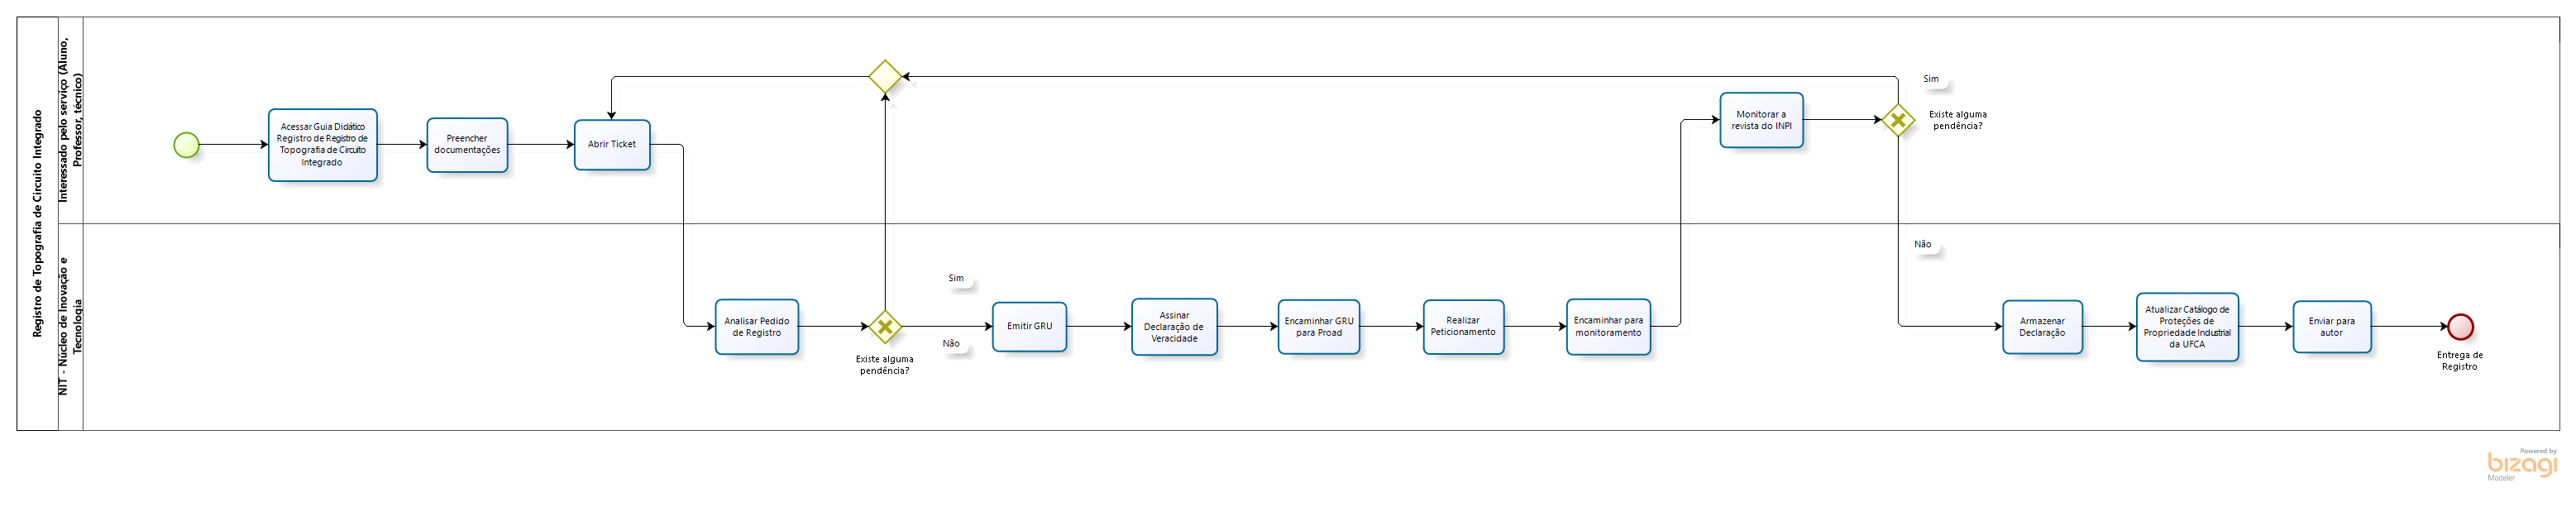 Registro de Topografia de Circuito Integrado
Interessado pelo serviço (Aluno,
Professor, técnico)
Acessar Guia Didático
Registro de Registro de
Topografia de Circuito
Integrado
Preencher
documentações
Abrir Ticket
Monitorar a
revista do INPI
Sim
Existe alguma
pendência?
Não
NIT - Núcleo de Inovação e
Tecnologia
Analisar Pedido
de Registro
Existe alguma
pendência?
Sim
Não
Emitir GRU
Assinar
Declaração de
Veracidade
Encaminhar GRU
para Proad
Realizar
Peticionamento
Encaminhar para
monitoramento
Armazenar
Declaração
Atualizar Catálogo de
Proteções de
Propriedade Industrial
da UFCA
Enviar para
autor
Entrega de
Registro
Powered by
bizagi
Modeler